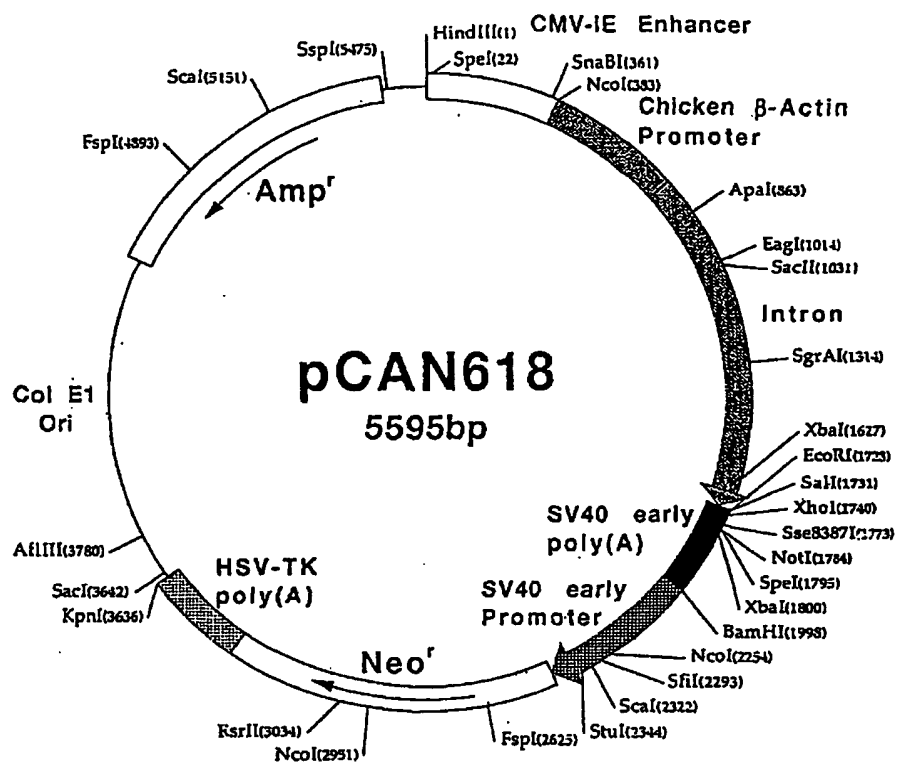 HindIII(1)
CMV-IE Enhancer
SspI(5475)
SpeI(22)
SnaBI(361)
ScaI(5151)
NcoI(383)
Chicken β-Actin
Promoter
FspI(4893)
Ampʳ
ApaI(863)
EagI(1014)
SacII(1031)
Intron
SgrAI(1314)
pCAN618
5595bp
Col E1
Ori
XbaI(1627)
EcoRI(1723)
SalI(1731)
XhoI(1740)
Sse8387I(1773)
NotI(1784)
SpeI(1795)
XbaI(1800)
BamHI(1998)
SV40 early
poly(A)
SV40 early
Promoter
AflIII(3780)
HSV-TK
poly(A)
SacI(3642)
KpnI(3636)
NcoI(2254)
SfiI(2293)
ScaI(2322)
StuI(2344)
Neoʳ
RsrII(3034)
NcoI(2951)
FspI(2625)